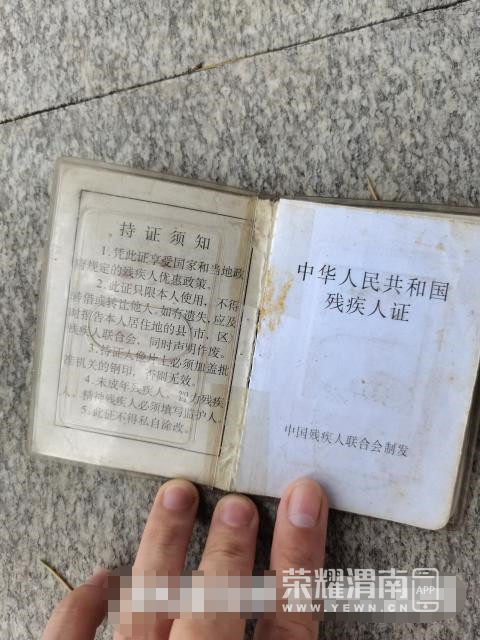 持证须知
1.凭此证享受国家和当地政
府规定的残疾人优惠政策。
2.此证只限本人使用，不得
转借或转让他人，如有遗失，应及
时报告本人居住地的县（市、区）
残疾人联合会，同时声明作废。
3.持证人像片上必须加盖批
准机关的钢印，否则无效。
4.未成年残疾人、智力残疾
人、精神残疾人必须填写监护人。
5.此证不得私自涂改。
中华人民共和国
残疾人证
中国残疾人联合会制发
荣耀渭南 APP
WWW.YEWN.CN